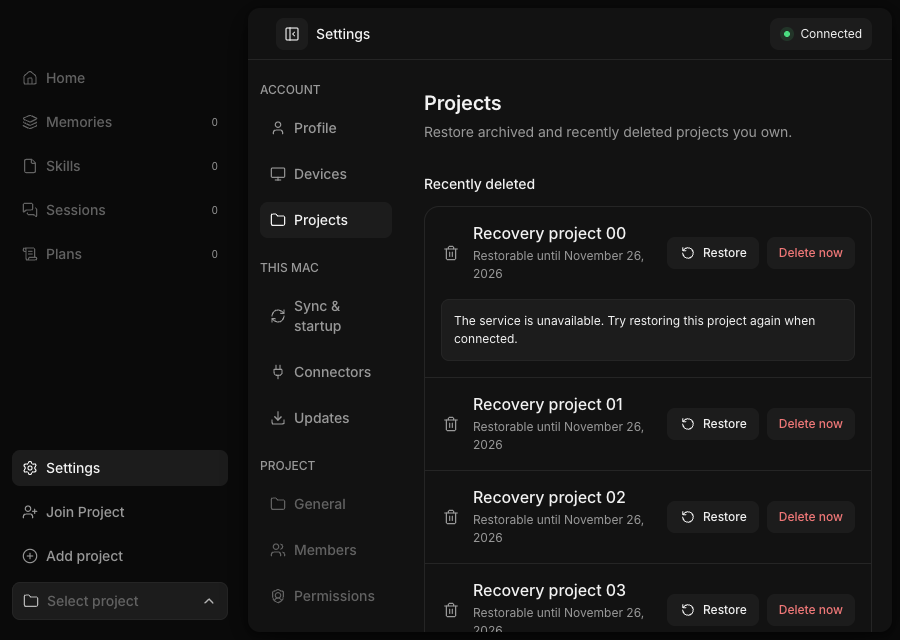 Home
Memories 0
Skills 0
Sessions 0
Plans 0
Settings
Join Project
Add project
Select project
Settings
Connected
ACCOUNT
Profile
Devices
Projects
THIS MAC
Sync &
startup
Connectors
Updates
PROJECT
General
Members
Permissions
Projects
Restore archived and recently deleted projects you own.
Recently deleted
Recovery project 00
Restorable until November 26,
2026
Restore
Delete now
The service is unavailable. Try restoring this project again when
connected.
Recovery project 01
Restorable until November 26,
2026
Restore
Delete now
Recovery project 02
Restorable until November 26,
2026
Restore
Delete now
Recovery project 03
Restorable until November 26,
2026
Restore
Delete now